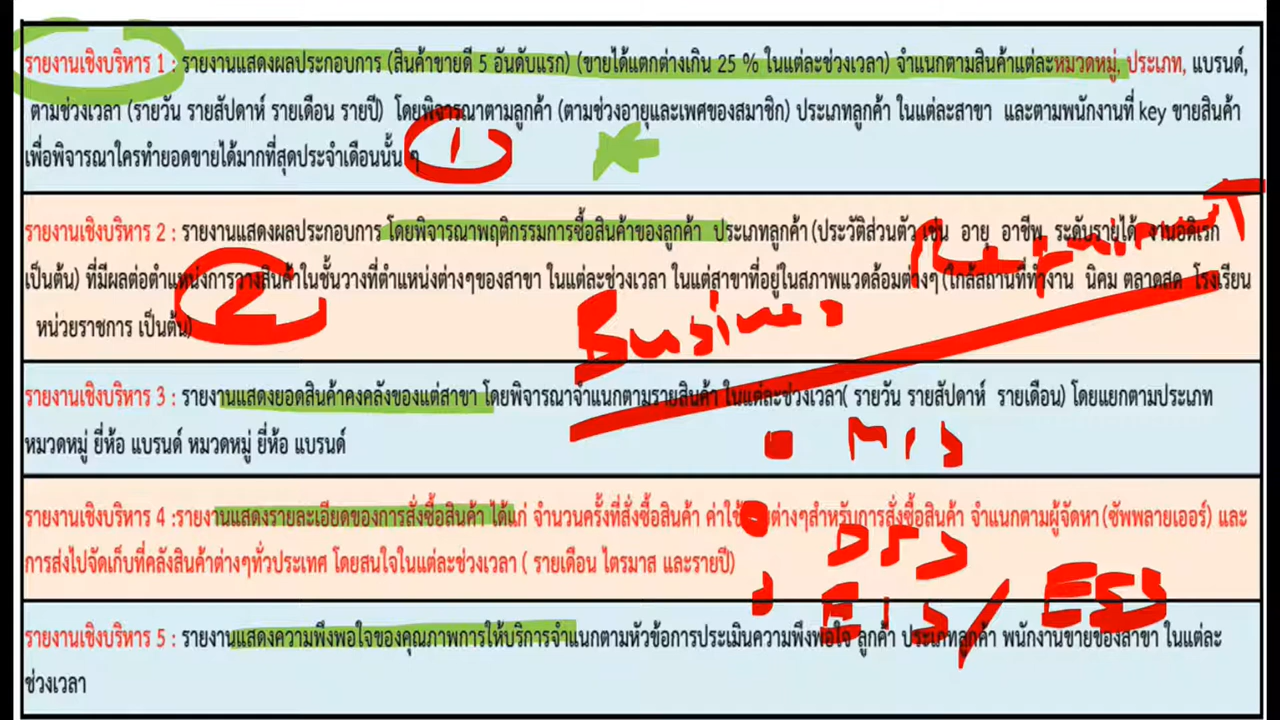 รายงานเชิงบริหาร 1 : รายงานแสดงผลประกอบการ (สินค้าขายดี 5 อันดับแรก) (ขายได้แตกต่างเกิน 25 % ในแต่ละช่วงเวลา) จำแนกตามสินค้าแต่ละหมวดหมู่, ประเภท, แบรนด์,
ตามช่วงเวลา (รายวัน รายสัปดาห์ รายเดือน รายปี) โดยพิจารณาตามลูกค้า (ตามช่วงอายุและเพศของสมาชิก) ประเภทลูกค้า ในแต่ละสาขา และตามพนักงานที่ key ขายสินค้า
เพื่อพิจารณาใครทำยอดขายได้มากที่สุดประจำเดือนนั้น ๆ
1
รายงานเชิงบริหาร 2 : รายงานแสดงผลประกอบการ โดยพิจารณาพฤติกรรมการซื้อสินค้าของลูกค้า ประเภทลูกค้า (ประวัติส่วนตัว เช่น อายุ อาชีพ ระดับรายได้ งานอดิเรก
เป็นต้น) ที่มีผลต่อตำแหน่งการวางสินค้าในชั้นวางที่ตำแหน่งต่างๆของสาขา ในแต่ละช่วงเวลา ในแต่สาขาที่อยู่ในสภาพแวดล้อมต่างๆ (ใกล้สถานที่ทำงาน นิคม ตลาดสด โรงเรียน
หน่วยราชการ เป็นต้น)
2
Business
รายงานเชิงบริหาร 3 : รายงานแสดงยอดสินค้าคงคลังของแต่สาขา โดยพิจารณาจำแนกตามรายสินค้า ในแต่ละช่วงเวลา( รายวัน รายสัปดาห์ รายเดือน) โดยแยกตามประเภท
หมวดหมู่ ยี่ห้อ แบรนด์ หมวดหมู่ ยี่ห้อ แบรนด์
MIS
รายงานเชิงบริหาร 4 :รายงานแสดงรายละเอียดของการสั่งซื้อสินค้า ได้แก่ จำนวนครั้งที่สั่งซื้อสินค้า ค่าใช้ ต่างๆสำหรับการสั่งซื้อสินค้า จำแนกตามผู้จัดหา (ซัพพลายเออร์) และ
การส่งไปจัดเก็บที่คลังสินค้าต่างๆทั่วประเทศ โดยสนใจในแต่ละช่วงเวลา ( รายเดือน ไตรมาส และรายปี)
EIS / ESS
รายงานเชิงบริหาร 5 : รายงานแสดงความพึงพอใจของคุณภาพการให้บริการจำแนกตามหัวข้อการประเมินความพึงพอใจ ลูกค้า ประเภทลูกค้า พนักงานขายของสาขา ในแต่ละ
ช่วงเวลา